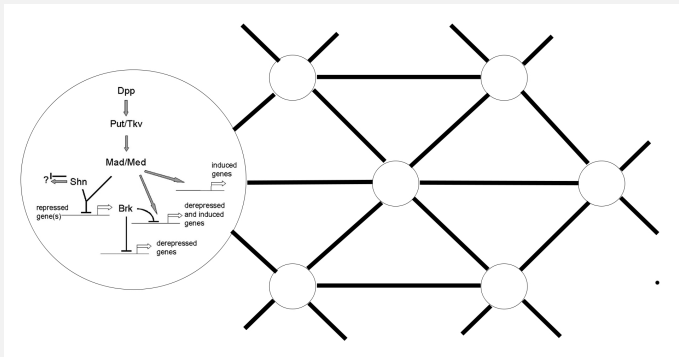 Dpp
Put/Tkv
Mad/Med
induced
genes
? Shn
repressed
gene(s)
Brk
derepressed
and induced
genes
derepressed
genes